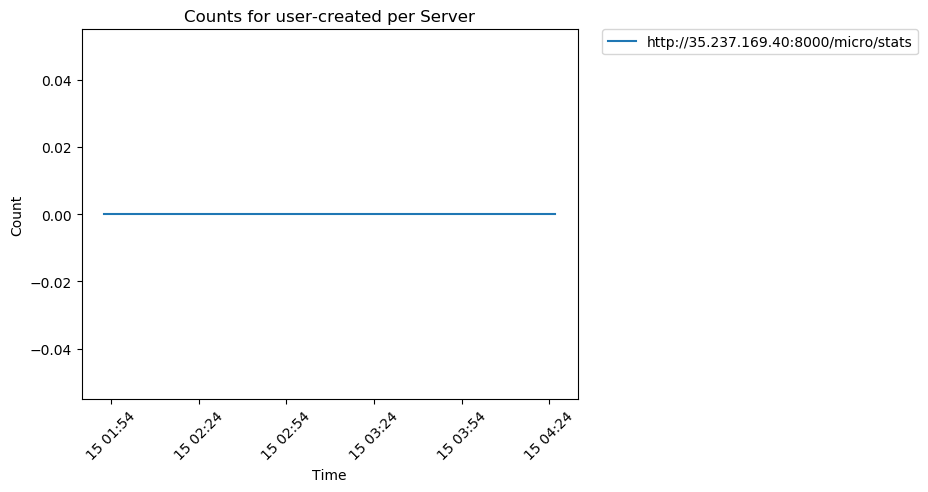 Counts for user-created per Server
http://35.237.169.40:8000/micro/stats
0.04
0.02
0.00
−0.02
−0.04
Count
15 01:54
15 02:24
15 02:54
15 03:24
15 03:54
15 04:24
Time